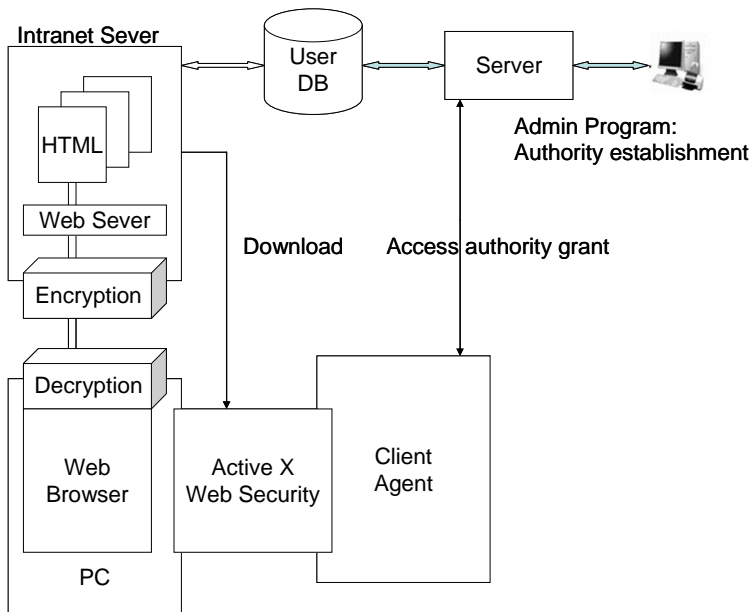 Intranet Sever
User
DB
Server
HTML
Admin Program:
Authority establishment
Web Sever
Download
Access authority grant
Encryption
Decryption
Web
Browser
Active X
Web Security
Client
Agent
PC